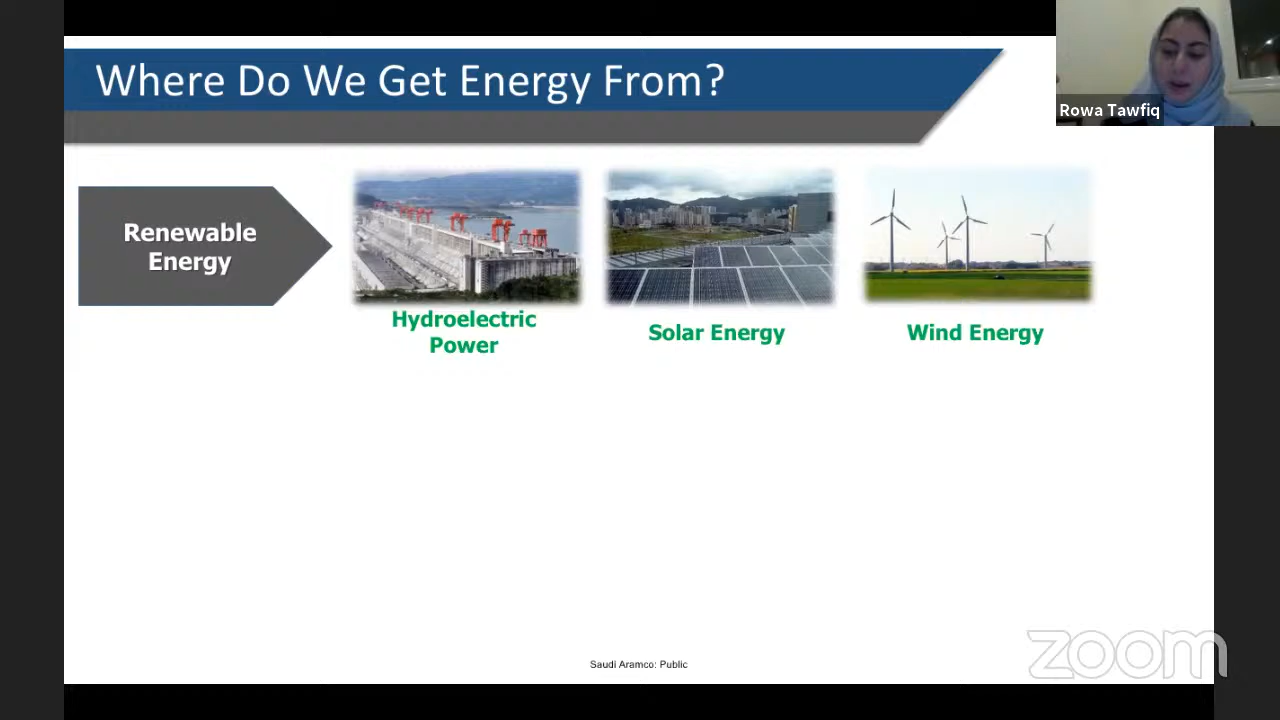 Where Do We Get Energy From?
Rowa Tawfiq
Renewable
Energy
Hydroelectric
Power
Solar Energy
Wind Energy
Saudi Aramco: Public
zoom